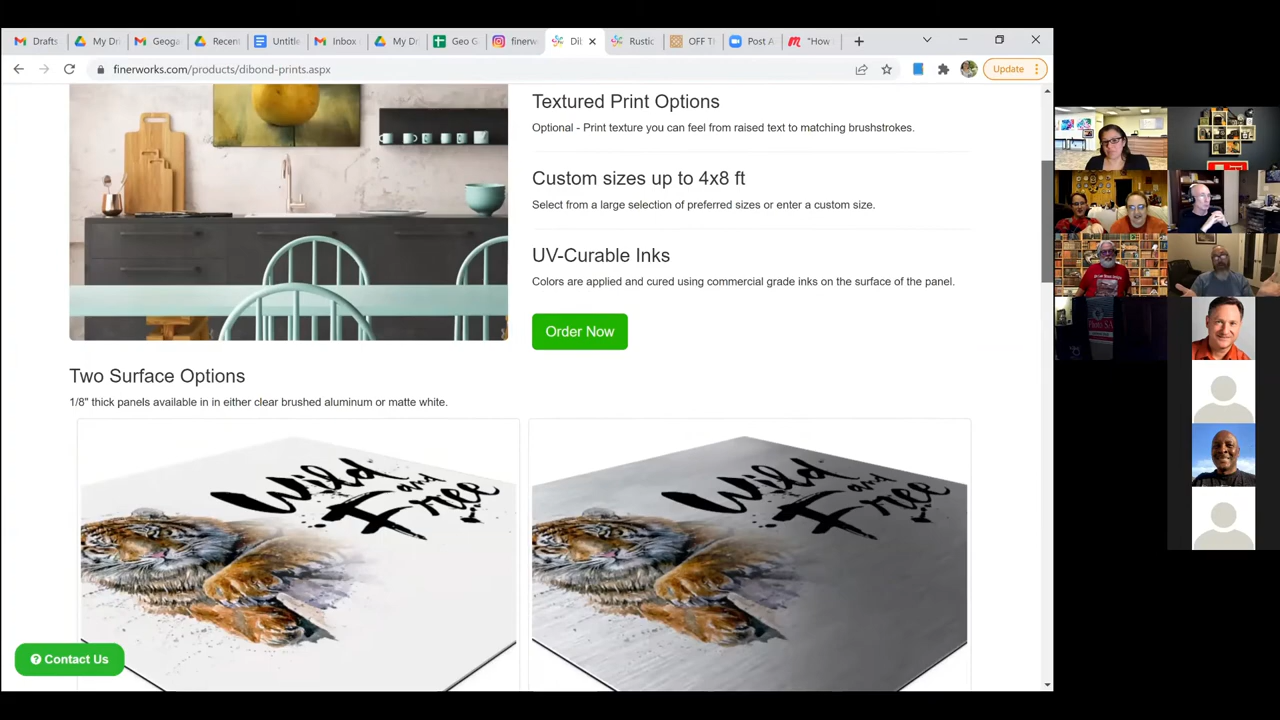 Drafts
My Dri
Geoga
Recent
Untitle
Inbox (
My Dr
Geo G
finerw
Dib
Rustic
OFF Th
Post A
"How
finerworks.com/products/dibond-prints.aspx
Update
Textured Print Options
Optional - Print texture you can feel from raised text to matching brushstrokes.
Custom sizes up to 4x8 ft
Select from a large selection of preferred sizes or enter a custom size.
UV-Curable Inks
Colors are applied and cured using commercial grade inks on the surface of the panel.
Order Now
Two Surface Options
1/8" thick panels available in in either clear brushed aluminum or matte white.
Wild
and
Free
Wild
and
Free
Contact Us